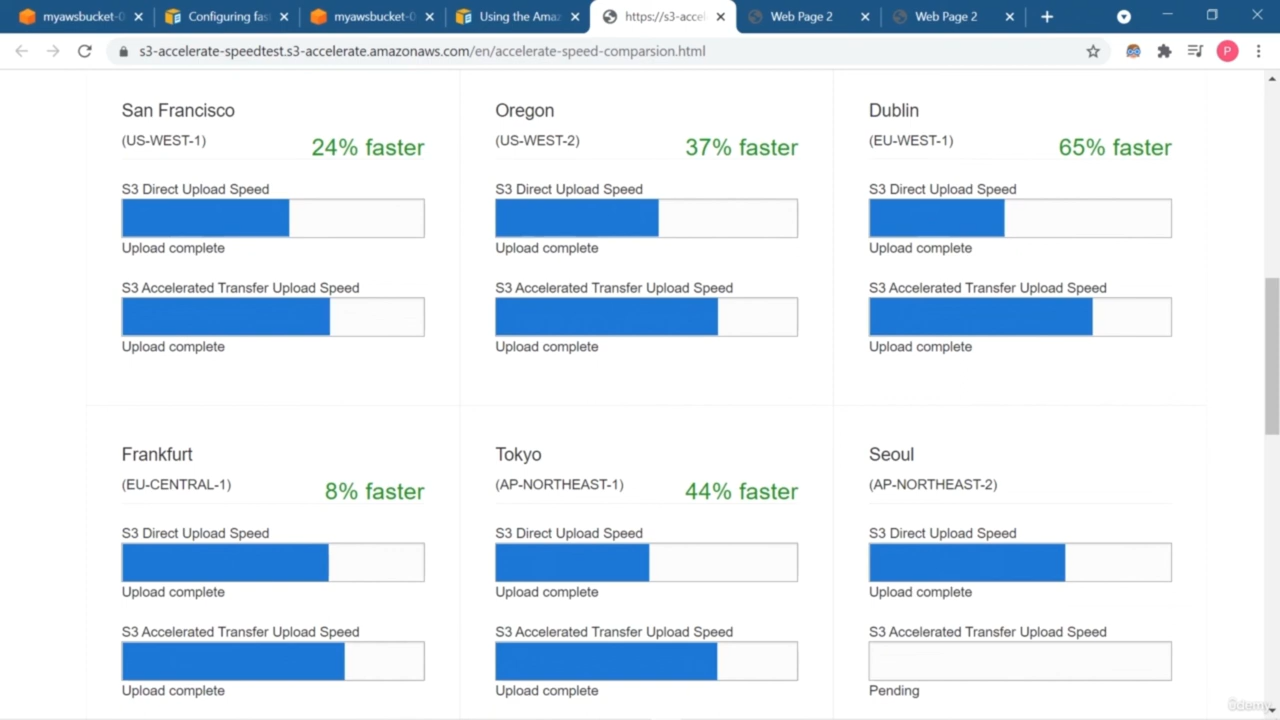 myawsbucket-0
Configuring fas
myawsbucket-0
Using the Amaz
https://s3-accel
Web Page 2
Web Page 2
s3-accelerate-speedtest.s3-accelerate.amazonaws.com/en/accelerate-speed-comparsion.html
P
San Francisco
(US-WEST-1)
24% faster
S3 Direct Upload Speed
Upload complete
S3 Accelerated Transfer Upload Speed
Upload complete
Oregon
(US-WEST-2)
37% faster
S3 Direct Upload Speed
Upload complete
S3 Accelerated Transfer Upload Speed
Upload complete
Dublin
(EU-WEST-1)
65% faster
S3 Direct Upload Speed
Upload complete
S3 Accelerated Transfer Upload Speed
Upload complete
Frankfurt
(EU-CENTRAL-1)
8% faster
S3 Direct Upload Speed
Upload complete
S3 Accelerated Transfer Upload Speed
Upload complete
Tokyo
(AP-NORTHEAST-1)
44% faster
S3 Direct Upload Speed
Upload complete
S3 Accelerated Transfer Upload Speed
Upload complete
Seoul
(AP-NORTHEAST-2)
S3 Direct Upload Speed
Upload complete
S3 Accelerated Transfer Upload Speed
Pending
ûdemy